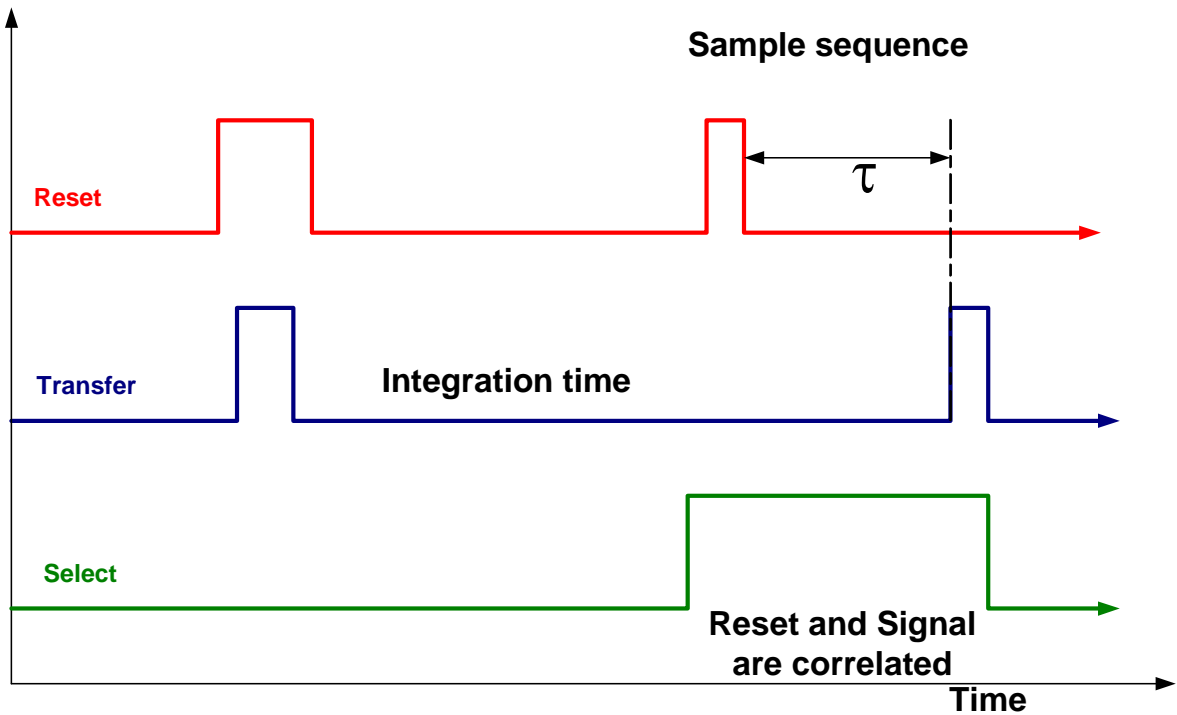 Sample sequence
τ
Reset
Transfer
Integration time
Select
Reset and Signal
are correlated
Time